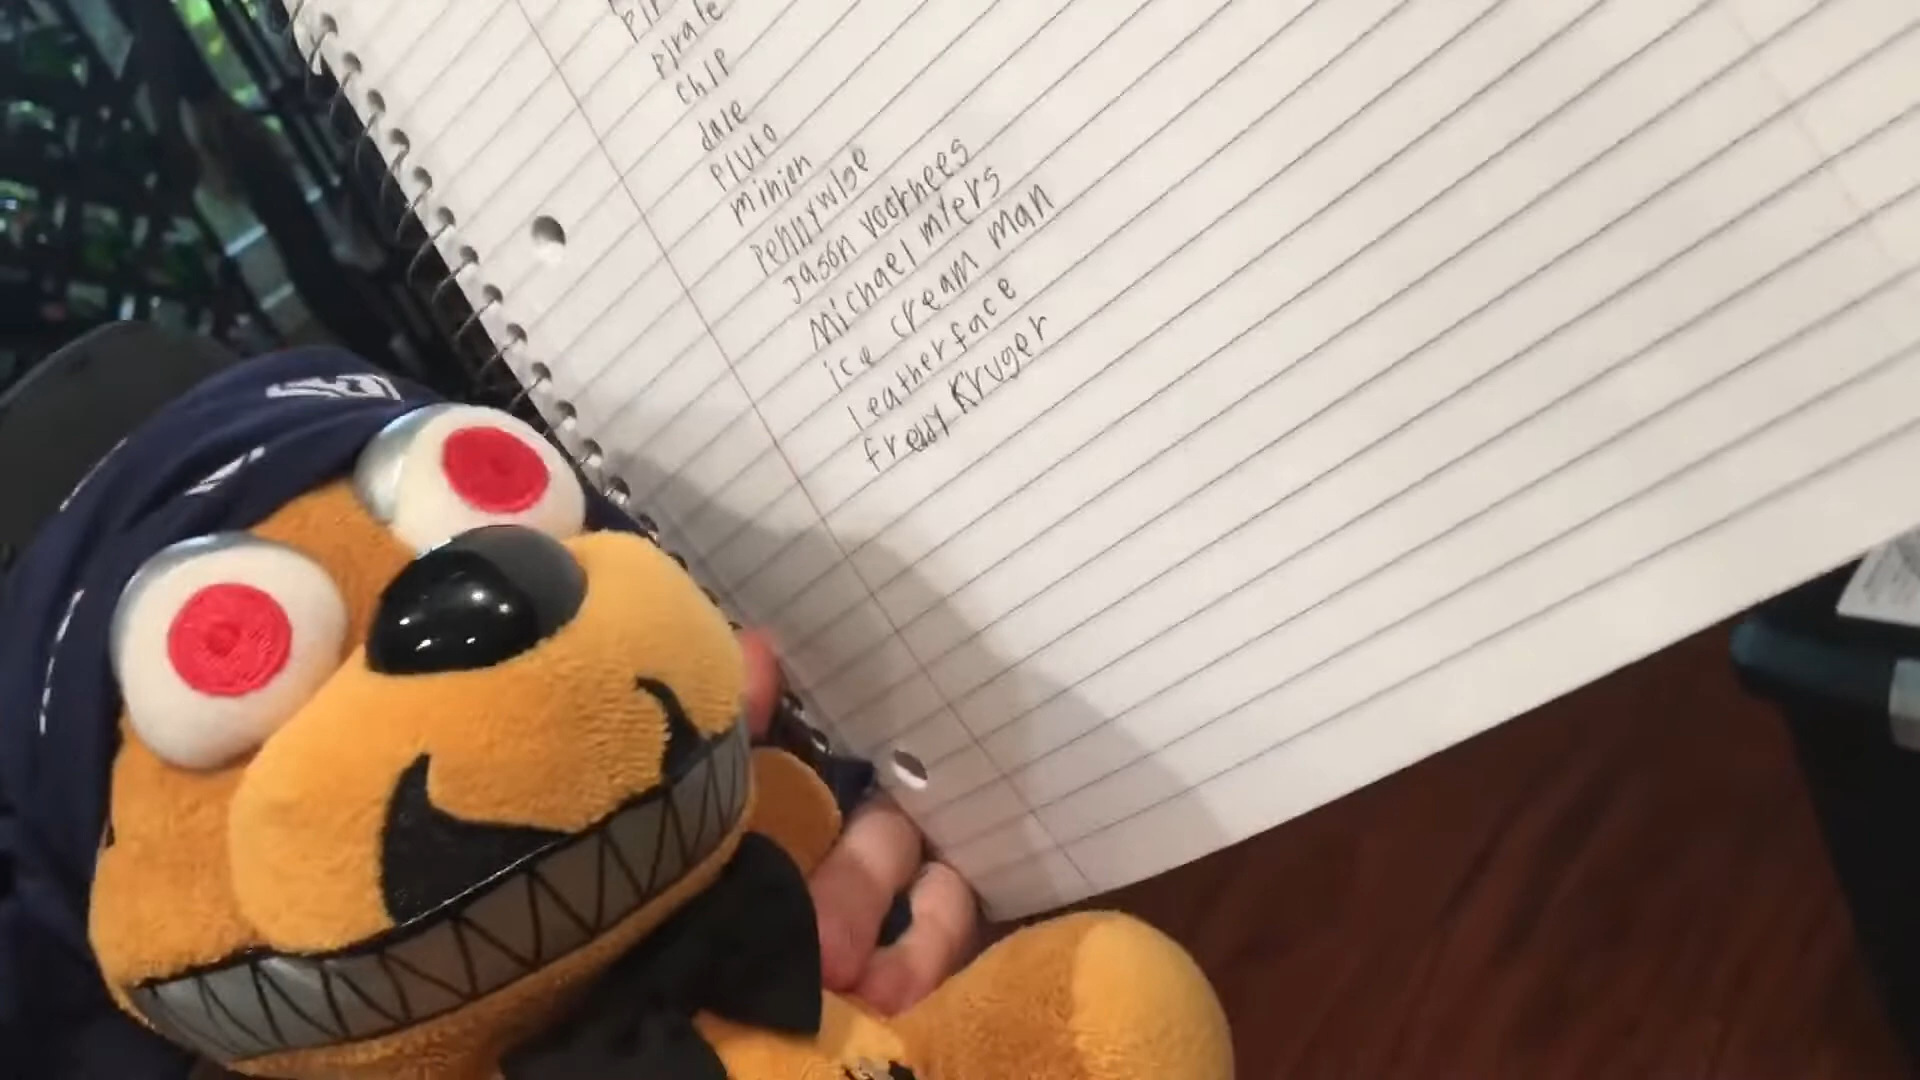 pirate
chip
dale
pluto
minion
pennywise
Jason voorhees
Michael myers
ice cream man
leatherface
freddy Kruger